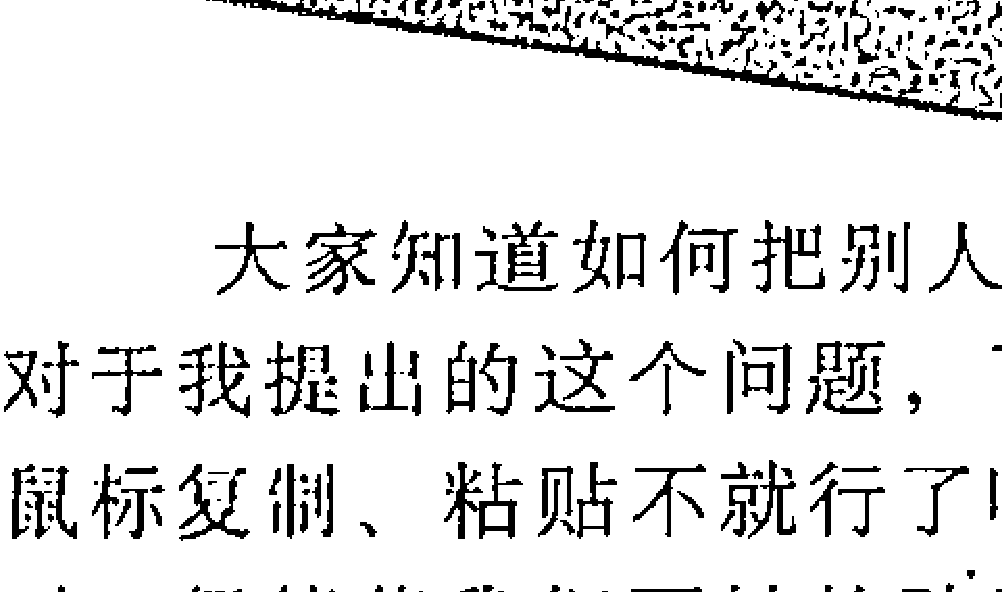 大家知道如何把别人
对于我提出的这个问题，
鼠标复制、粘贴不就行了